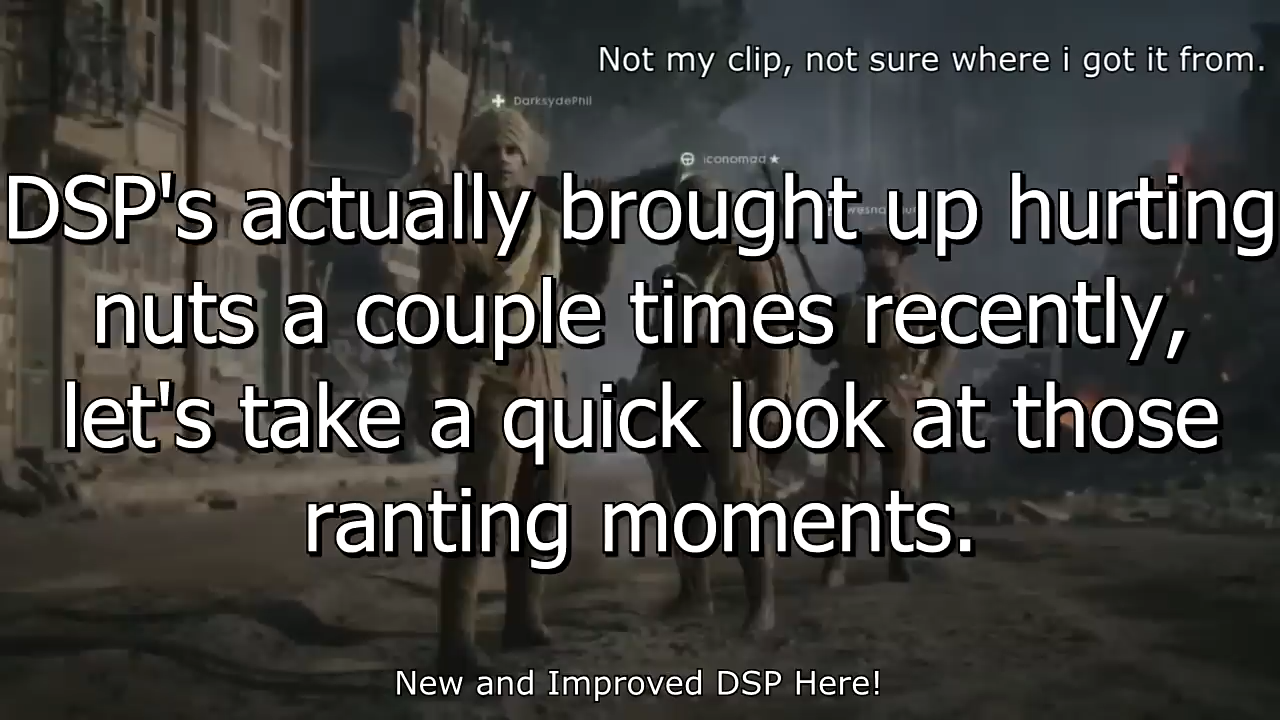 Not my clip, not sure where i got it from.
DarksydePhil
iconomad
DSP's actually brought up hurting
nuts a couple times recently,
let's take a quick look at those
ranting moments.
New and Improved DSP Here!